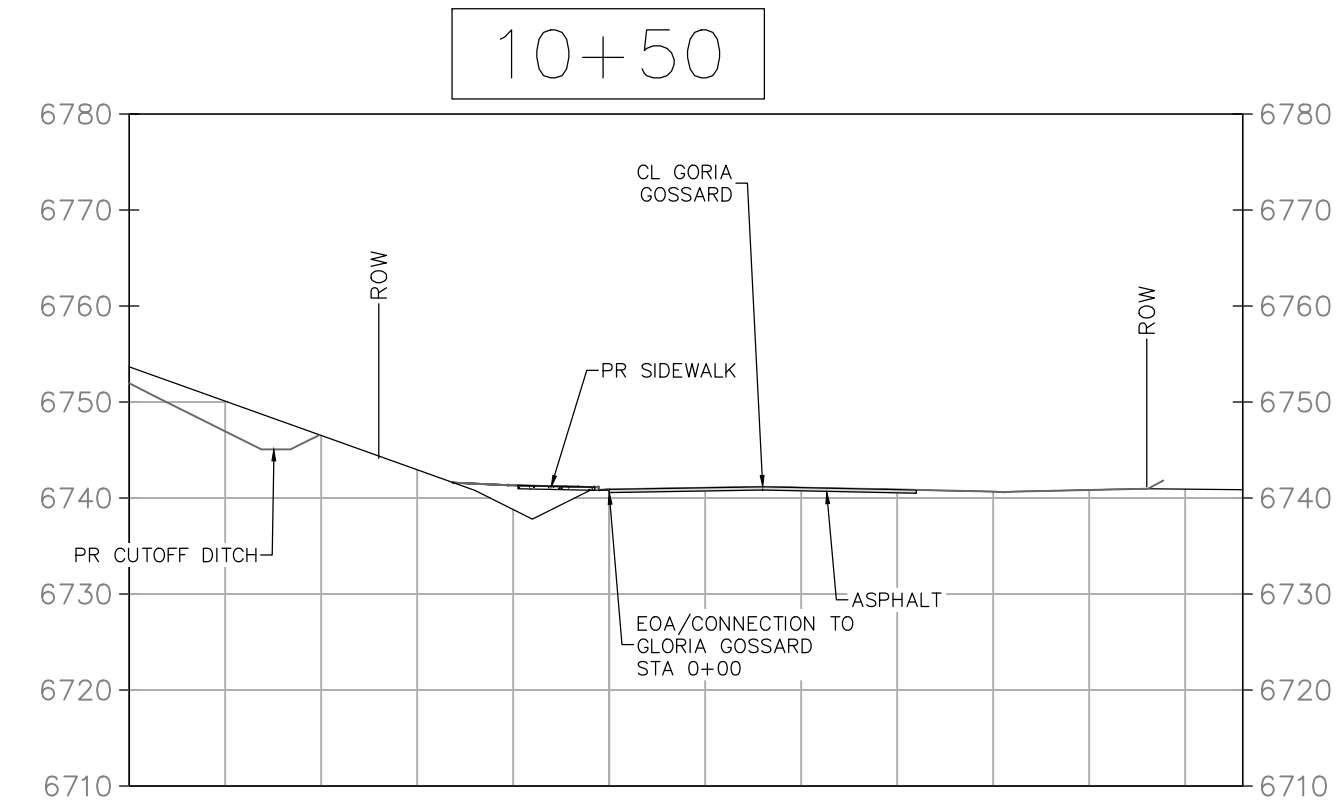 10+50
6780
6780
CL GORIA
GOSSARD
6770
6770
ROW
ROW
6760
6760
PR SIDEWALK
6750
6750
6740
6740
PR CUTOFF DITCH
6730
6730
ASPHALT
EOA/CONNECTION TO
GLORIA GOSSARD
STA 0+00
6720
6720
6710
6710